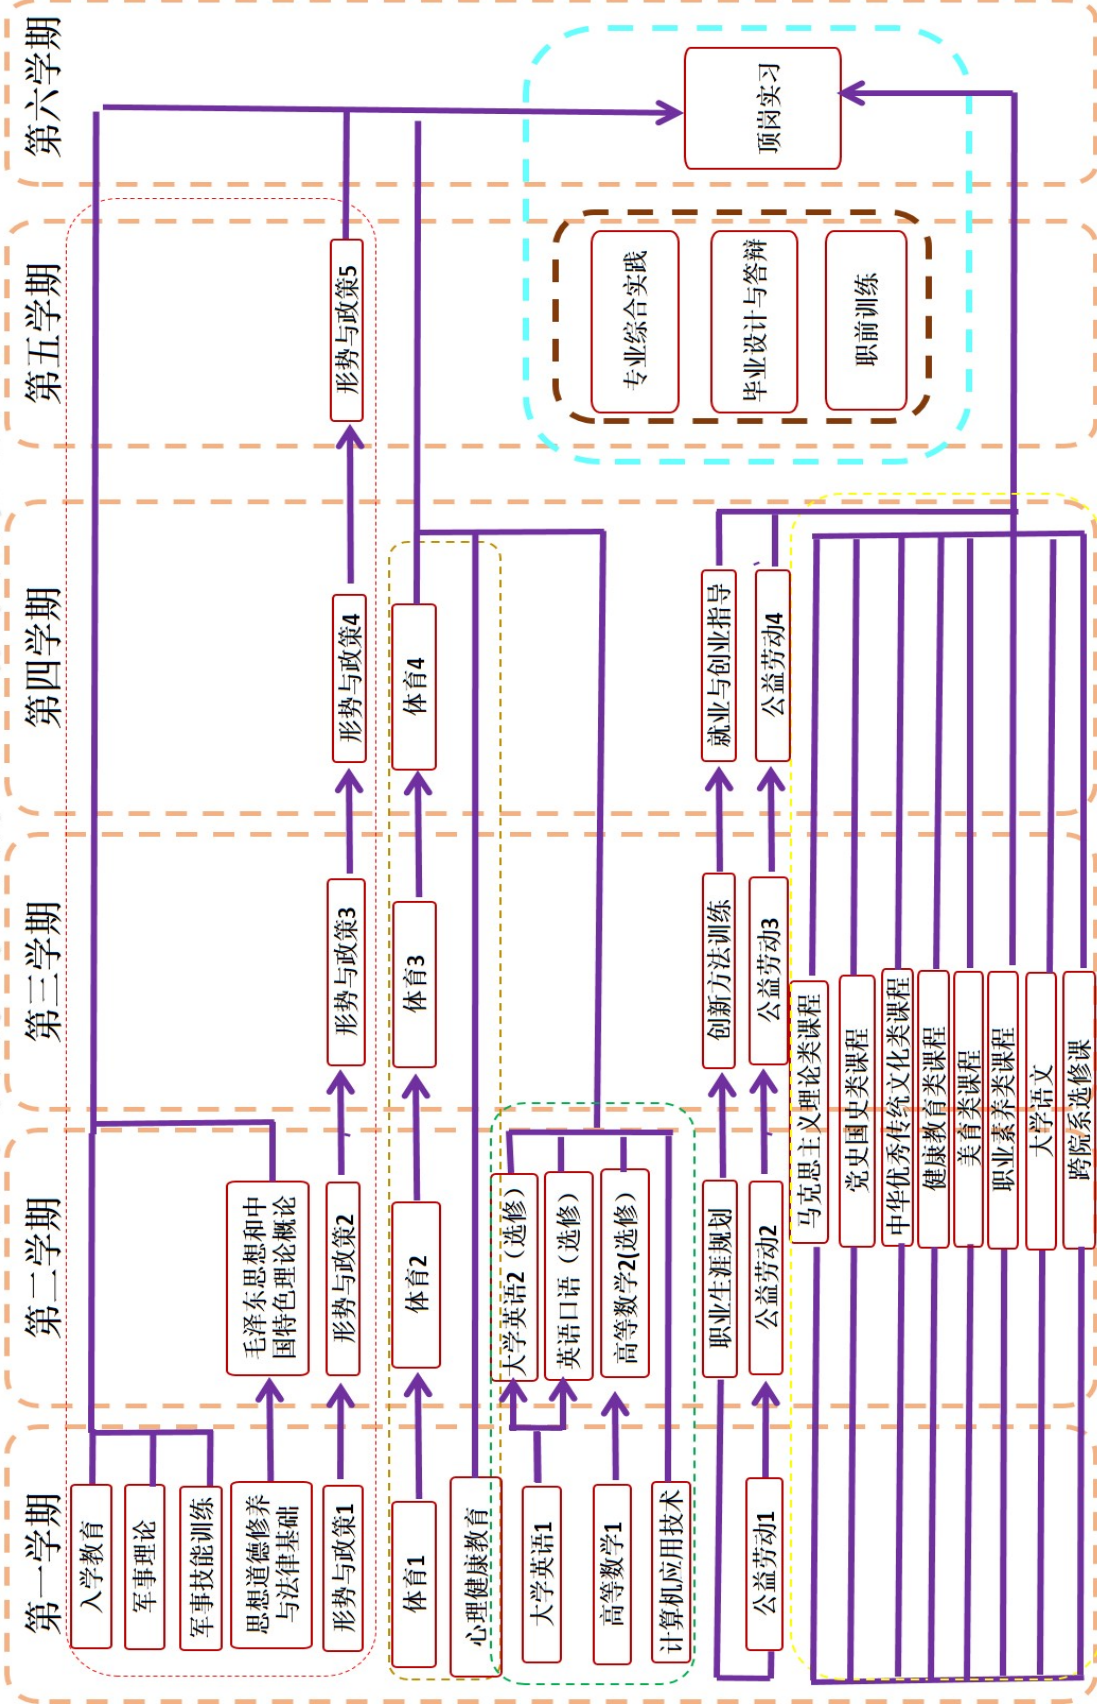 第一学期
第二学期
第三学期
第四学期
第五学期
第六学期
入学教育
军事理论
军事技能训练
思想道德修养
与法律基础
毛泽东思想和中
国特色理论概论
形势与政策1
形势与政策2
形势与政策3
形势与政策4
形势与政策5
体育1
体育2
体育3
体育4
心理健康教育
大学英语1
大学英语2（选修）
英语口语（选修）
高等数学1
高等数学2(选修）
计算机应用技术
职业生涯规划
创新方法训练
就业与创业指导
公益劳动1
公益劳动2
公益劳动3
公益劳动4
马克思主义理论类课程
党史国史类课程
中华优秀传统文化类课程
健康教育类课程
美育类课程
职业素养类课程
大学语文
跨院系选修课
专业综合实践
毕业设计与答辩
职前训练
顶岗实习